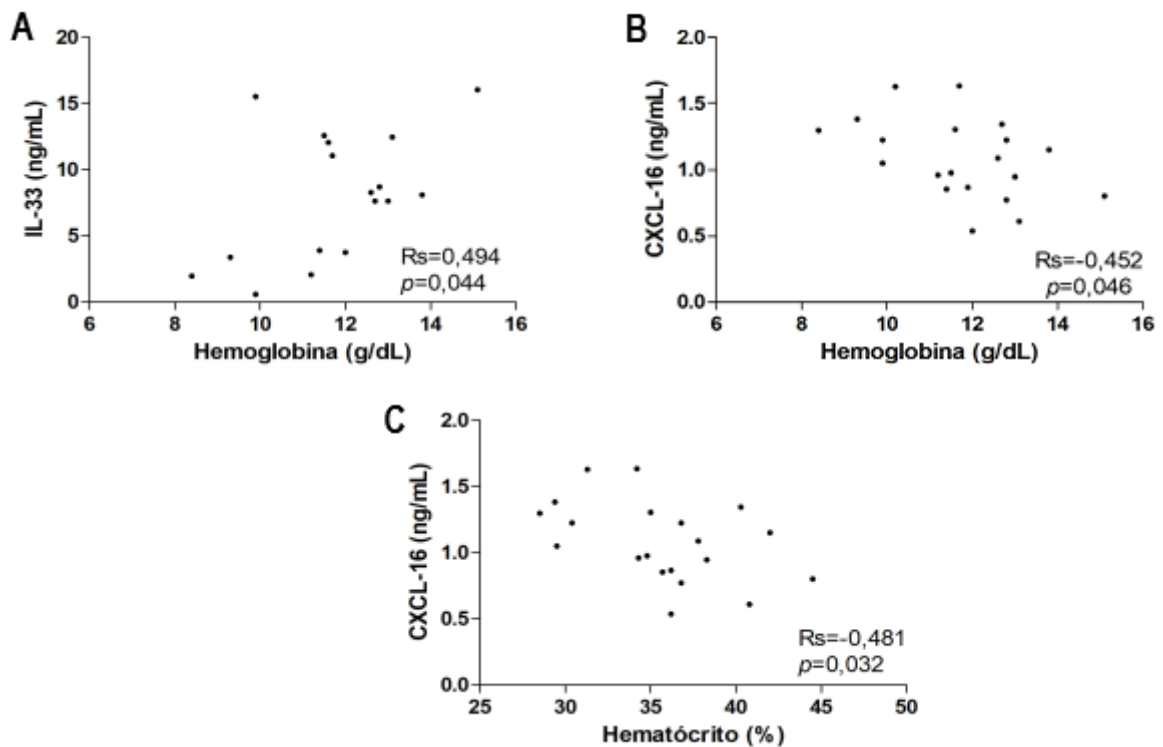 A
20
15
10
5
0
IL-33 (ng/mL)
Rs=0,494
p=0,044
6 8 10 12 14 16
Hemoglobina (g/dL)
B
2.0
1.5
1.0
0.5
0.0
CXCL-16 (ng/mL)
Rs=-0,452
p=0,046
6 8 10 12 14 16
Hemoglobina (g/dL)
C
2.0
1.5
1.0
0.5
0.0
CXCL-16 (ng/mL)
Rs=-0,481
p=0,032
25 30 35 40 45 50
Hematócrito (%)